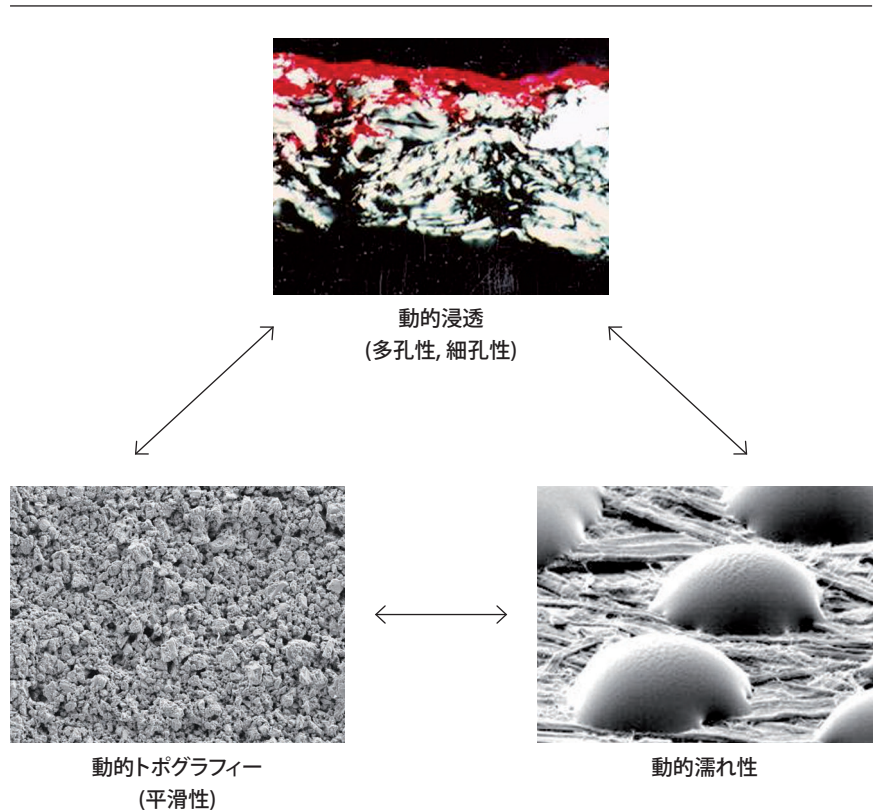 動的浸透
(多孔性, 細孔性)
動的トポグラフィー
(平滑性)
動的濡れ性